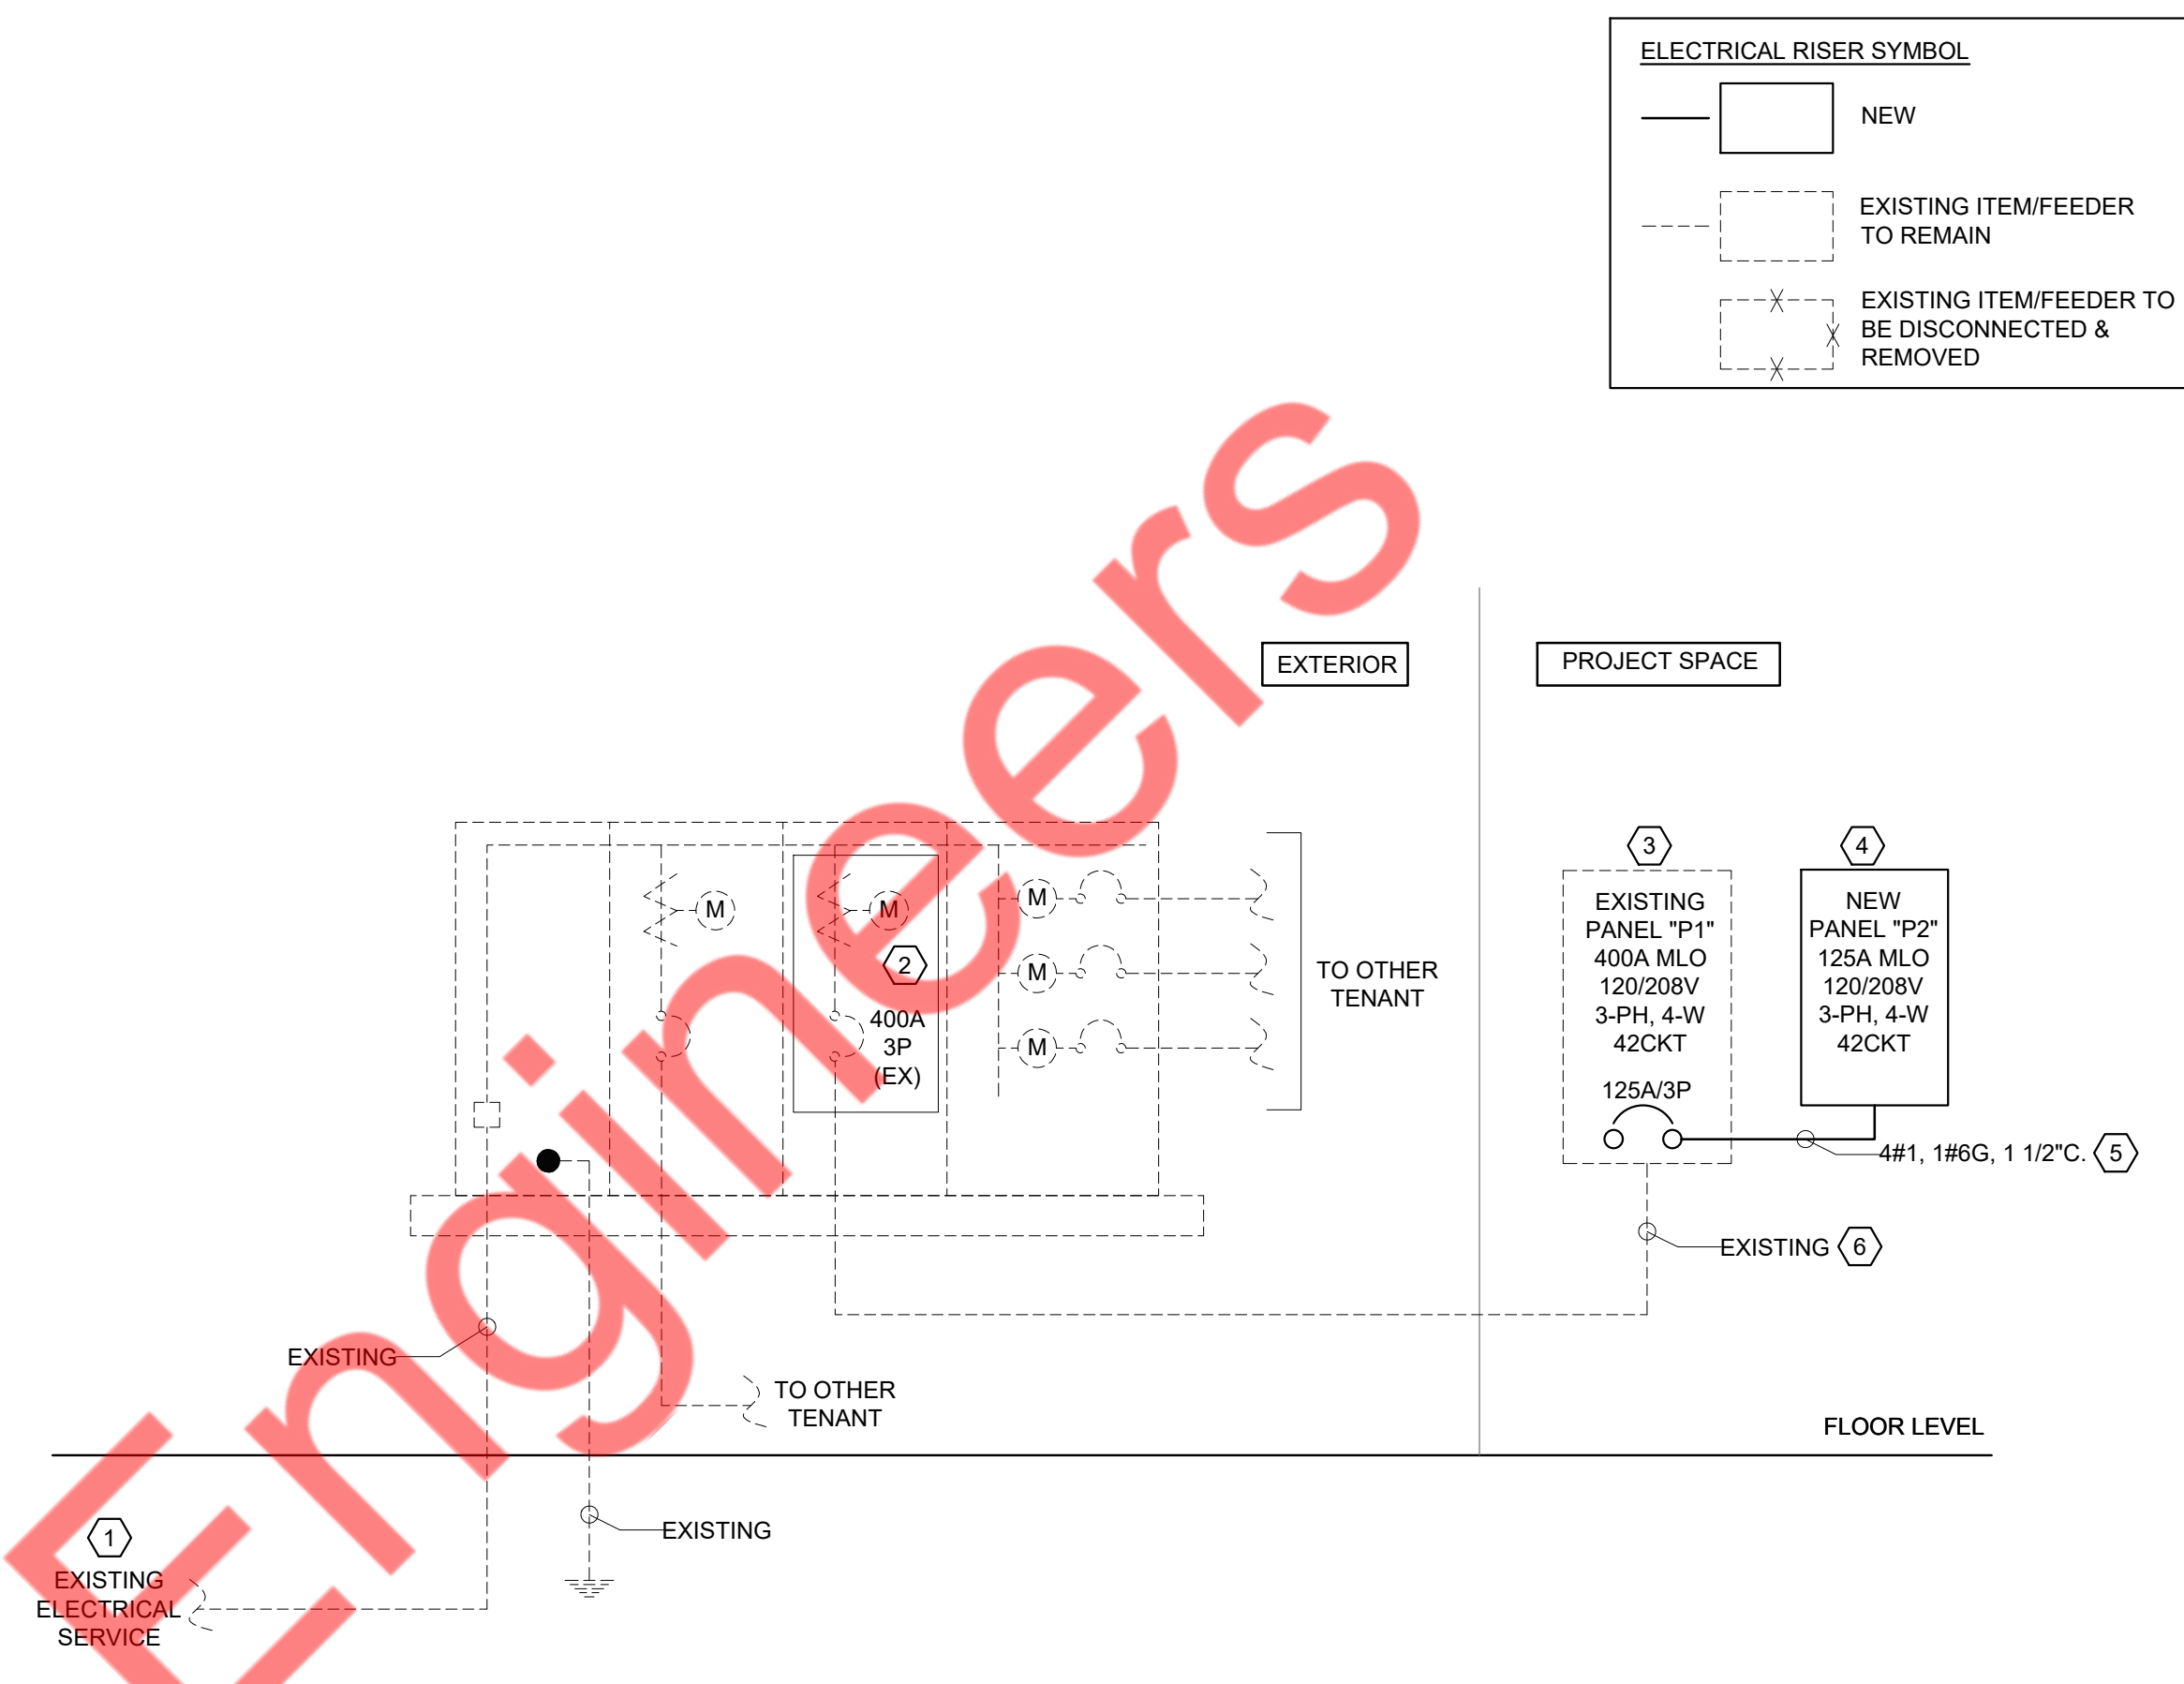 ELECTRICAL RISER SYMBOL
NEW
EXISTING ITEM/FEEDER
TO REMAIN
EXISTING ITEM/FEEDER TO
BE DISCONNECTED &
REMOVED
Engineers
EXTERIOR
PROJECT SPACE
M
M
2
400A
3P
(EX)
M
M
M
TO OTHER
TENANT
3
EXISTING
PANEL "P1"
400A MLO
120/208V
3-PH, 4-W
42CKT
125A/3P
4
NEW
PANEL "P2"
125A MLO
120/208V
3-PH, 4-W
42CKT
4#1, 1#6G, 1 1/2"C. 5
EXISTING 6
EXISTING
TO OTHER
TENANT
FLOOR LEVEL
EXISTING
1
EXISTING
ELECTRICAL
SERVICE